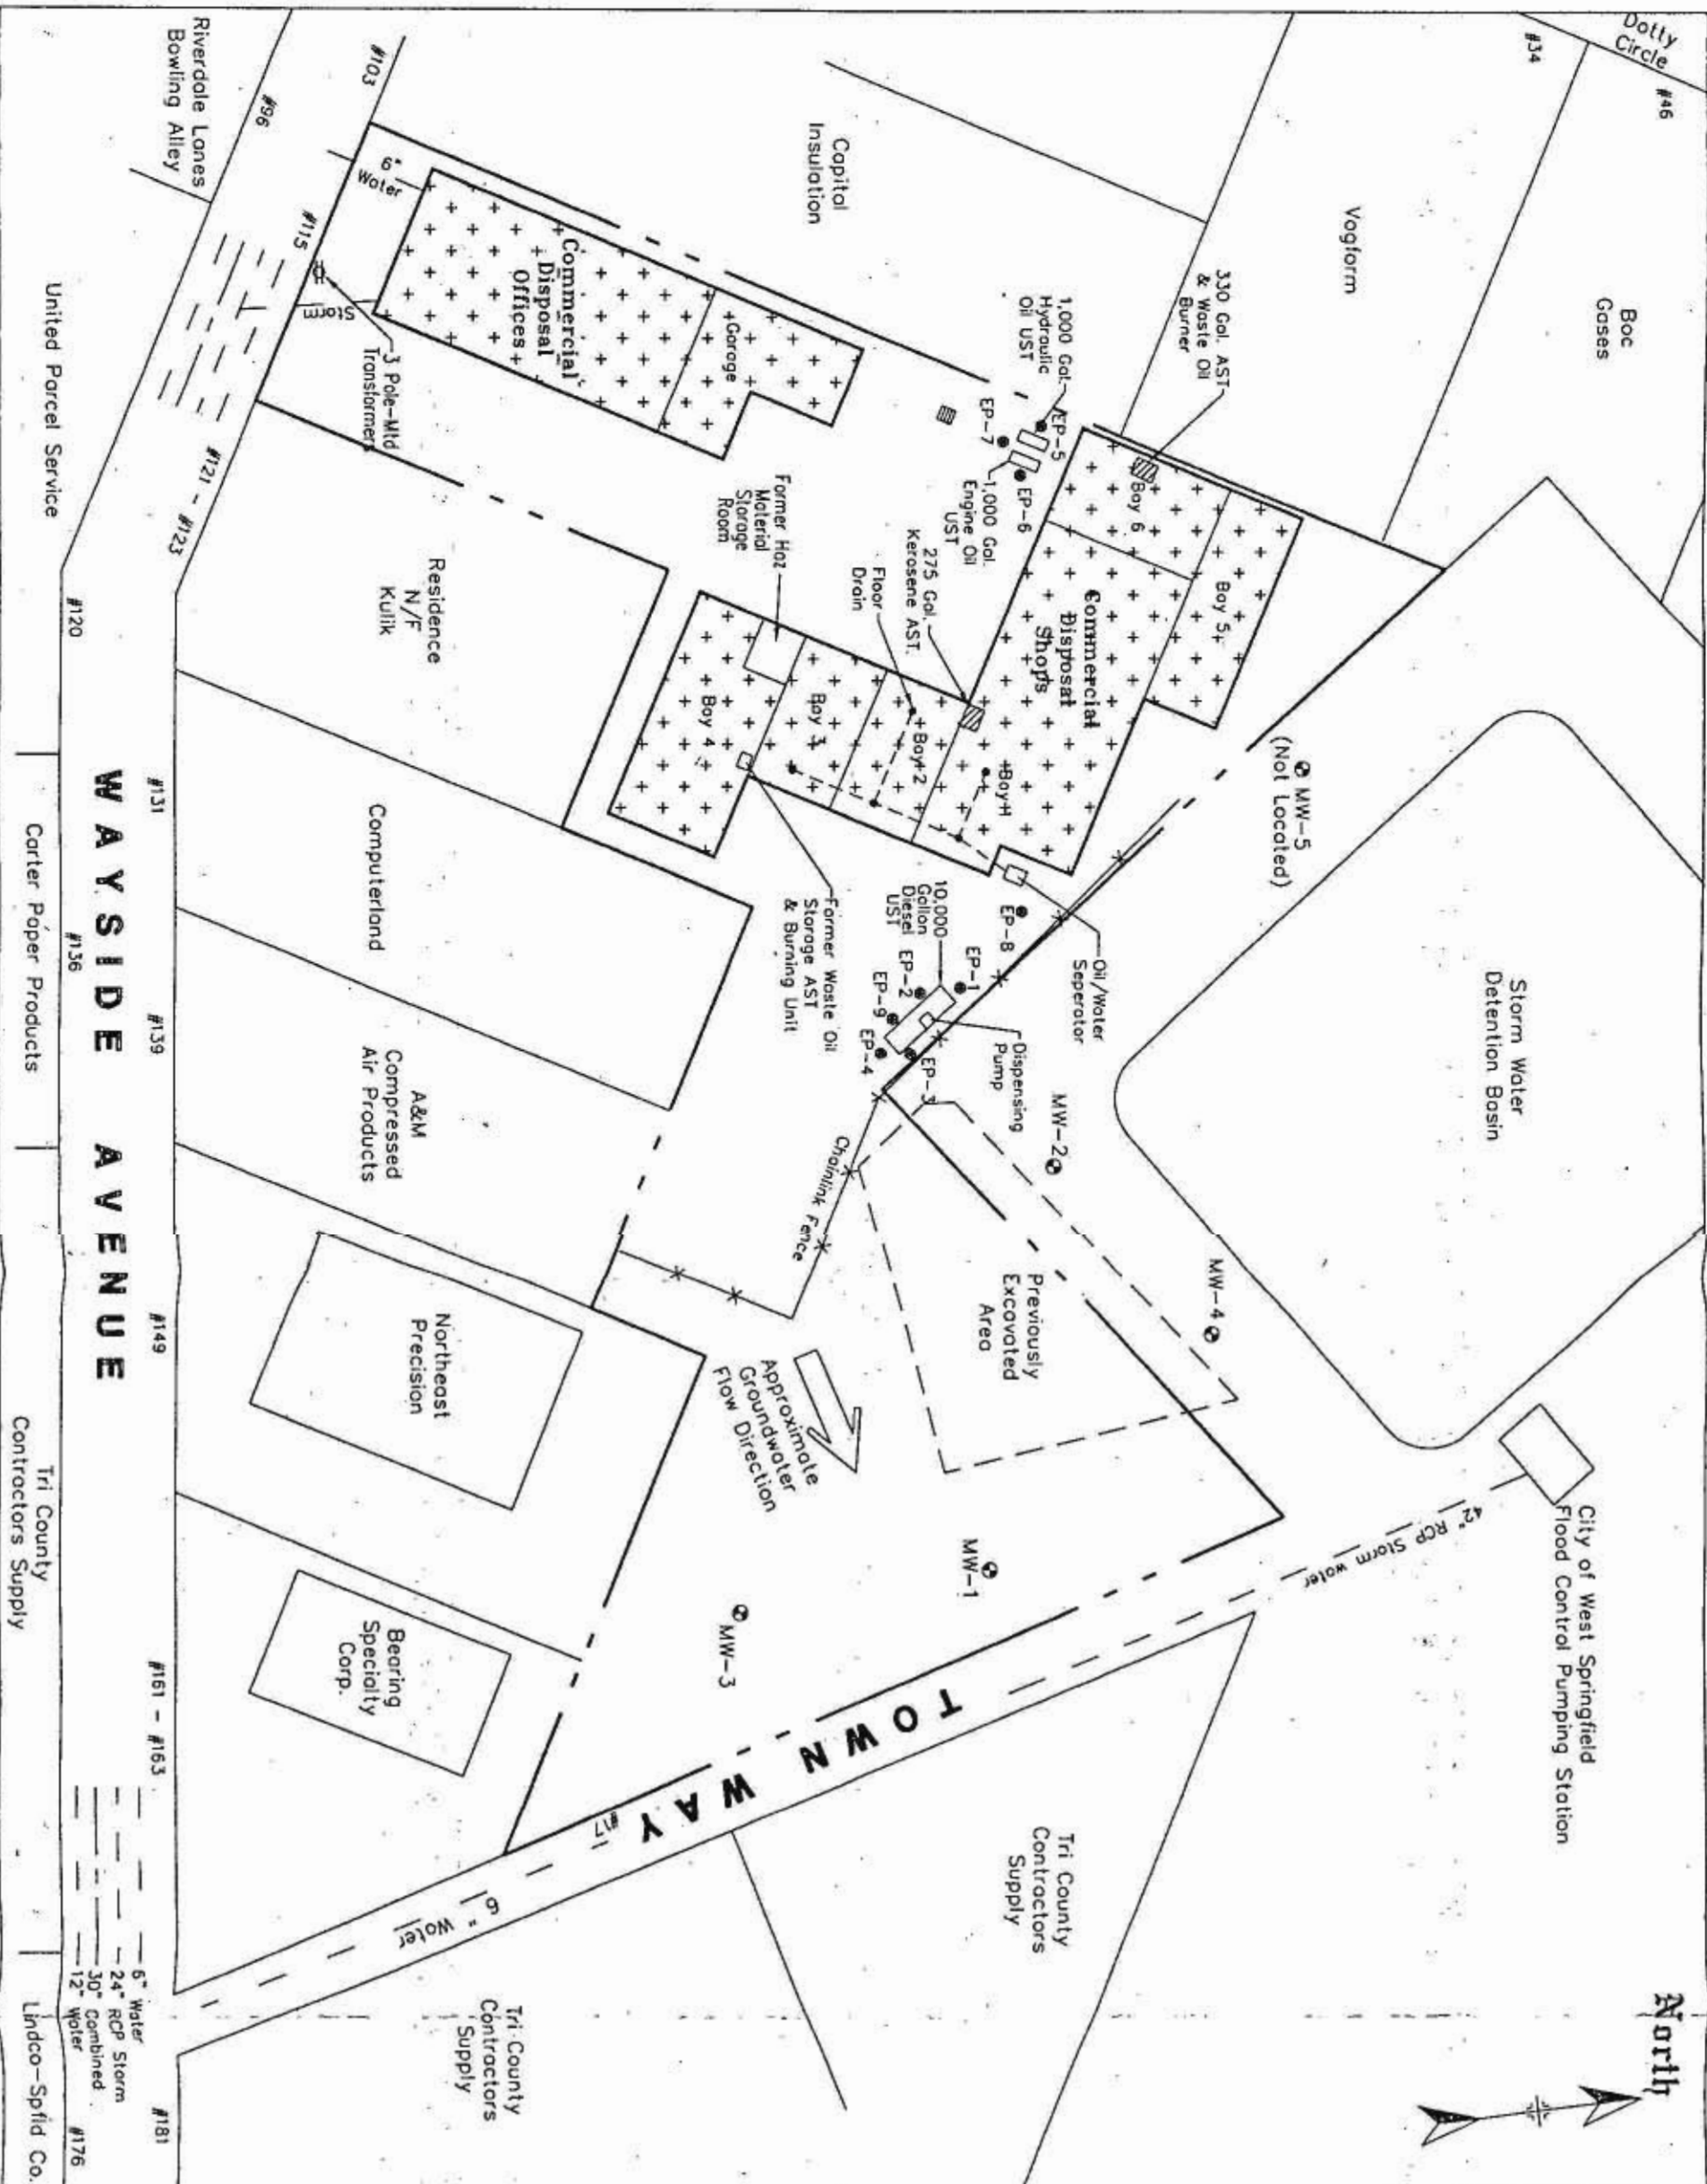 North
Dotty
Circle
#46
#34
Boc
Gases
Vogform
Storm Water
Detention Basin
City of West Springfield
Flood Control Pumping Station
42" RCP Storm water
Capital
Insulation
330 Gal. AST
& Waste Oil
Burner
1,000 Gal.
Hydraulic
Oil UST
EP-5
EP-7
EP-6
1,000 Gal.
Engine Oil
UST
Bay 6
Bay 5
Commercial
Disposal
Shops
275 Gal.
Kerosene AST
Floor
Drain
Former Haz
Material
Storage
Room
Bay 1
Bay 2
Bay 3
Bay 4
MW-5
(Not Located)
Oil/Water
Seperator
EP-8
10,000
Gallon
Diesel
UST
EP-1
EP-2
EP-9
EP-4
EP-3
Dispensing
Pump
Former Waste Oil
Storage AST
& Burning Unit
MW-2
MW-4
Previously
Excavated
Area
Chainlink Fence
Approximate
Groundwater
Flow Direction
MW-1
MW-3
TOWN WAY
#17
6" Water
Tri County
Contractors
Supply
Tri County
Contractors
Supply
Garage
Commercial
Disposal
Offices
6"
Water
Storm
3 Pole-Mtd
Transformers
Residence
N/F
Kulik
Computerland
A&M
Compressed
Air Products
Northeast
Precision
Bearing
Specialty
Corp.
#103
#115
#121 - #123
#131
#139
#149
#161 - #163
#181
WAYSIDE AVENUE
6" Water
24" RCP Storm
30" Combined
12" Water
#96
#120
#136
#176
Riverdale Lanes
Bowling Alley
United Parcel Service
Carter Paper Products
Tri County
Contractors Supply
Lindco-Spfld Co.